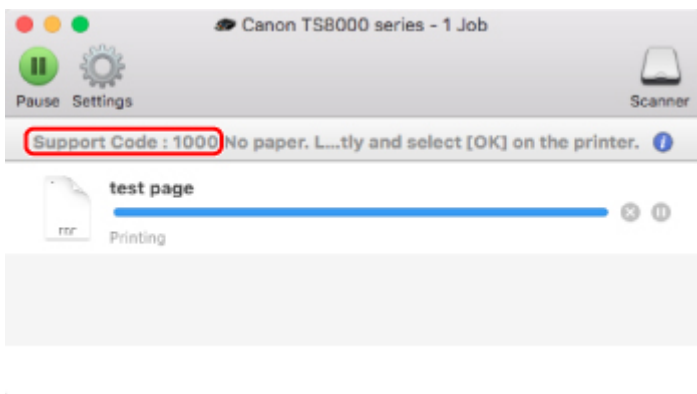 Canon TS8000 series - 1 Job
Pause Settings
Scanner
Support Code : 1000 No paper. L...tly and select [OK] on the printer.
test page
Printing